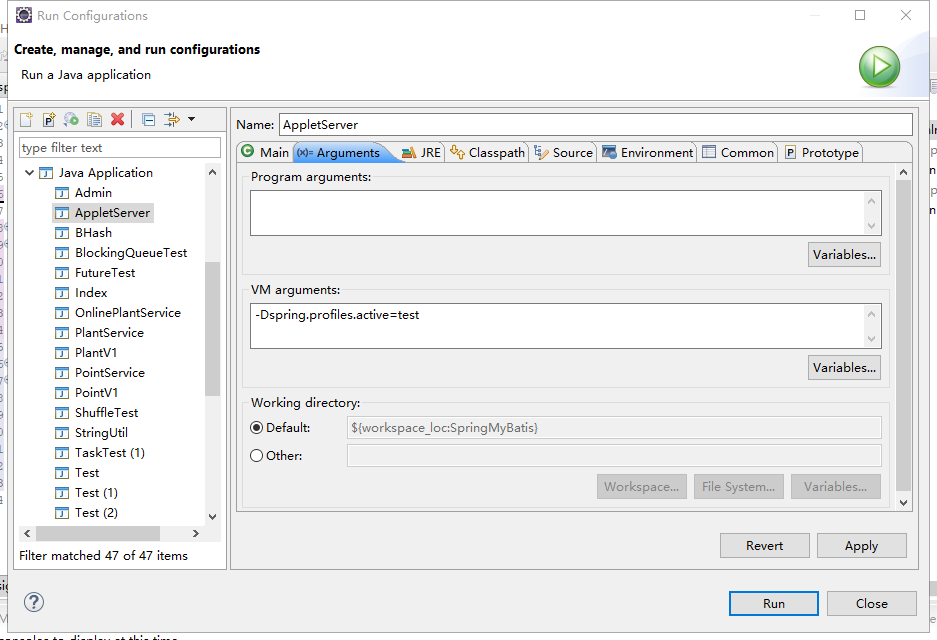 Run Configurations
Create, manage, and run configurations
Run a Java application
type filter text
Java Application
Admin
AppletServer
BHash
BlockingQueueTest
FutureTest
Index
OnlinePlantService
PlantService
PlantV1
PointService
PointV1
ShuffleTest
StringUtil
TaskTest (1)
Test
Test (1)
Test (2)
Filter matched 47 of 47 items
Name: AppletServer
Main (x)= Arguments JRE Classpath Source Environment Common P Prototype
Program arguments:
Variables...
VM arguments:
-Dspring.profiles.active=test
Variables...
Working directory:
Default: ${workspace_loc:SpringMyBatis}
Other:
Workspace... File System... Variables...
Revert Apply
Run Close